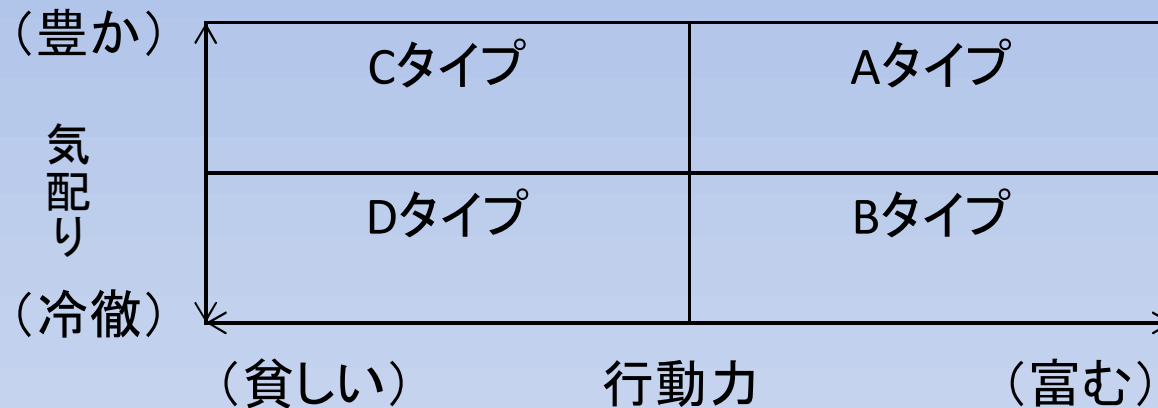 （豊か）
Cタイプ
Aタイプ
気配り
Dタイプ
Bタイプ
（冷徹）
（貧しい）
行動力
（富む）